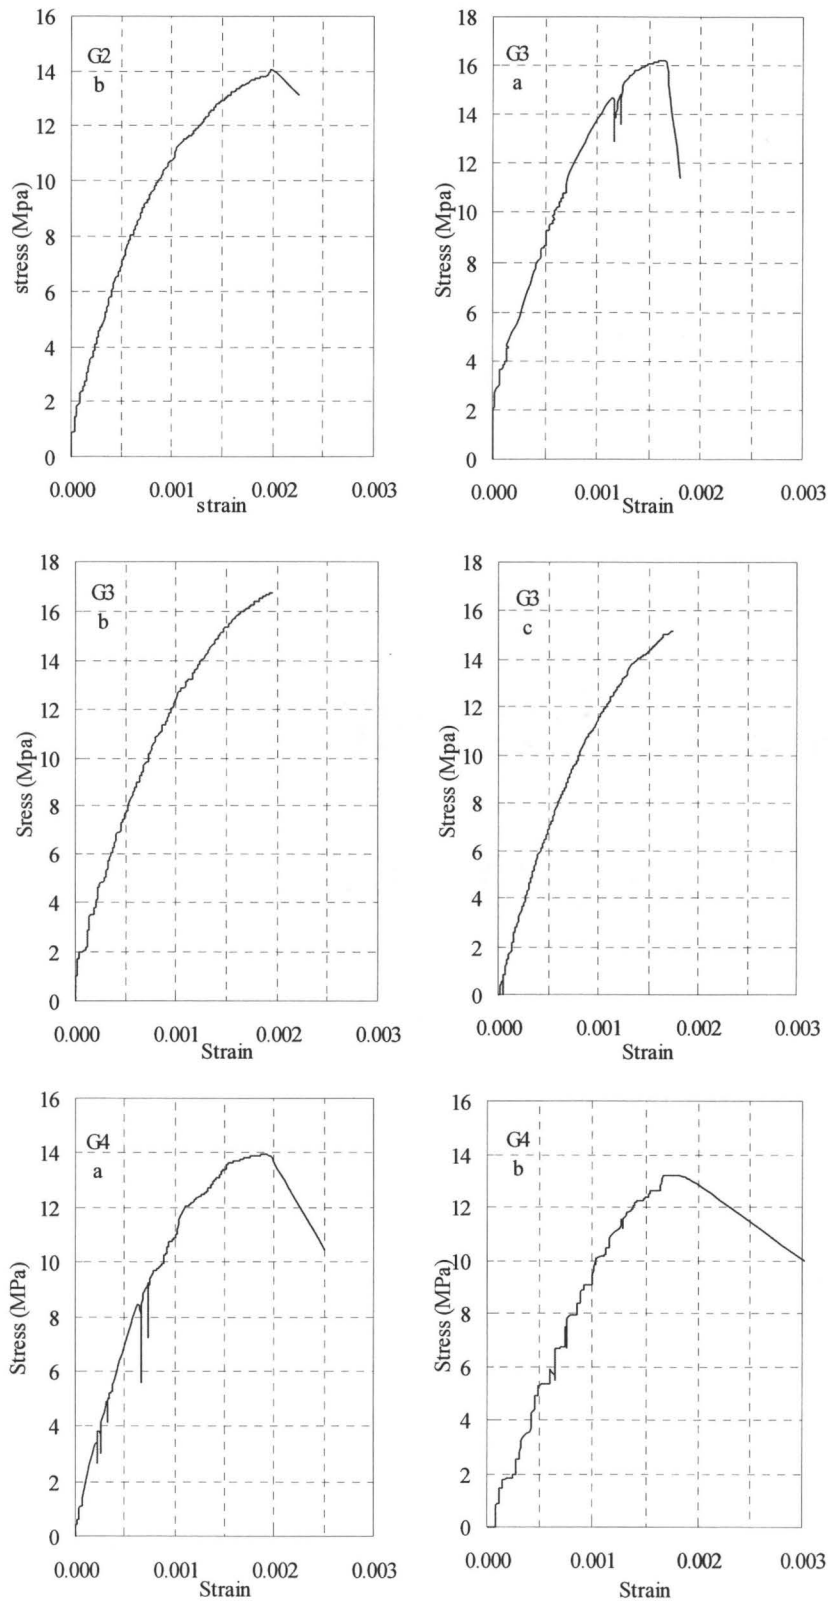 16
G2
b
14
12
10
8
6
4
2
0
stress (Mpa)
0.000 0.001 0.002 0.003
strain
18
G3
a
16
14
12
10
8
6
4
2
0
Stress (Mpa)
0.000 0.001 0.002 0.003
Strain
18
G3
b
16
14
12
10
8
6
4
2
0
Sress (Mpa)
0.000 0.001 0.002 0.003
Strain
18
G3
c
16
14
12
10
8
6
4
2
0
Stress (Mpa)
0.000 0.001 0.002 0.003
Strain
16
G4
a
14
12
10
8
6
4
2
0
Stress (MPa)
0.000 0.001 0.002 0.003
Strain
16
G4
b
14
12
10
8
6
4
2
0
Stress (MPa)
0.000 0.001 0.002 0.003
Strain